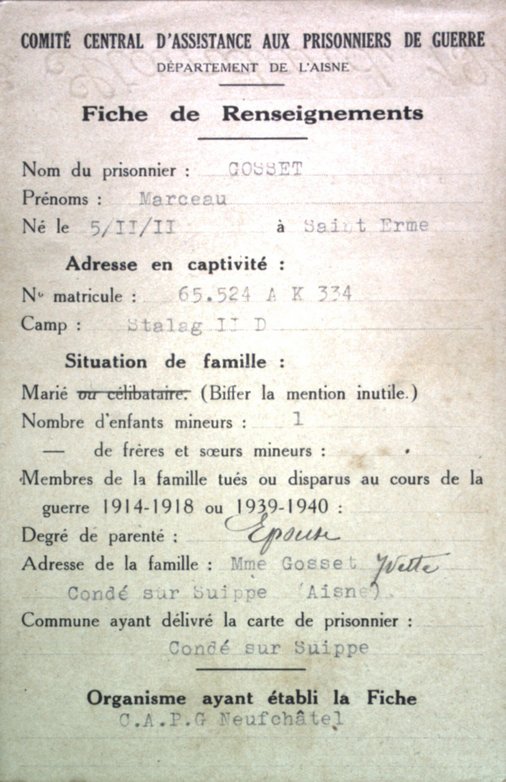 COMITÉ CENTRAL D'ASSISTANCE AUX PRISONNIERS DE GUERRE
DÉPARTEMENT DE L'AISNE
Fiche de Renseignements
Nom du prisonnier : GOSSET
Prénoms : Marceau
Né le 5/II/II à Saint Erme
Adresse en captivité :
N° matricule : 65.524 A K 334
Camp : Stalag II D
Situation de famille :
Marié ou célibataire. (Biffer la mention inutile.)
Nombre d'enfants mineurs : 1
— de frères et sœurs mineurs :
Membres de la famille tués ou disparus au cours de la
guerre 1914-1918 ou 1939-1940 :
Degré de parenté : Epouse
Adresse de la famille : Mme Gosset Yvette
Condé sur Suippe (Aisne).
Commune ayant délivré la carte de prisonnier :
Condé sur Suippe
Organisme ayant établi la Fiche
C.A.P.G Neufchâtel